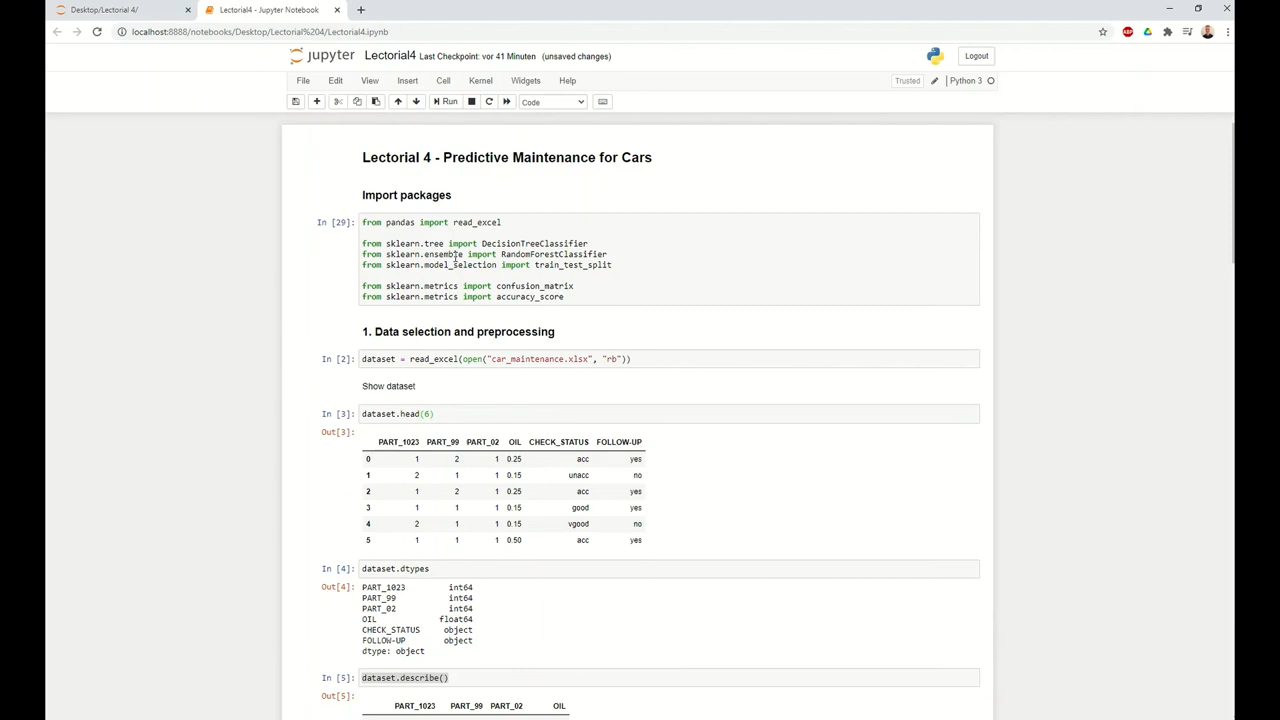 Desktop/Lectorial 4/
Lectorial4 - Jupyter Notebook
localhost:8888/notebooks/Desktop/Lectorial%204/Lectorial4.ipynb
ABP
jupyter Lectorial4 Last Checkpoint: vor 41 Minuten (unsaved changes)
Logout
File Edit View Insert Cell Kernel Widgets Help
Trusted Python 3
Run Code
Lectorial 4 - Predictive Maintenance for Cars
Import packages
In [29]: from pandas import read_excel
from sklearn.tree import DecisionTreeClassifier
from sklearn.ensemble import RandomForestClassifier
from sklearn.model_selection import train_test_split
from sklearn.metrics import confusion_matrix
from sklearn.metrics import accuracy_score
1. Data selection and preprocessing
In [2]: dataset = read_excel(open("car_maintenance.xlsx", "rb"))
Show dataset
In [3]: dataset.head(6)
Out[3]:
PART_1023 PART_99 PART_02 OIL CHECK_STATUS FOLLOW-UP
0 1 2 1 0.25 acc yes
1 2 1 1 0.15 unacc no
2 1 2 1 0.25 acc yes
3 1 1 1 0.15 good yes
4 2 1 1 0.15 vgood no
5 1 1 1 0.50 acc yes
In [4]: dataset.dtypes
Out[4]: PART_1023 int64
PART_99 int64
PART_02 int64
OIL float64
CHECK_STATUS object
FOLLOW-UP object
dtype: object
In [5]: dataset.describe()
Out[5]:
PART_1023 PART_99 PART_02 OIL